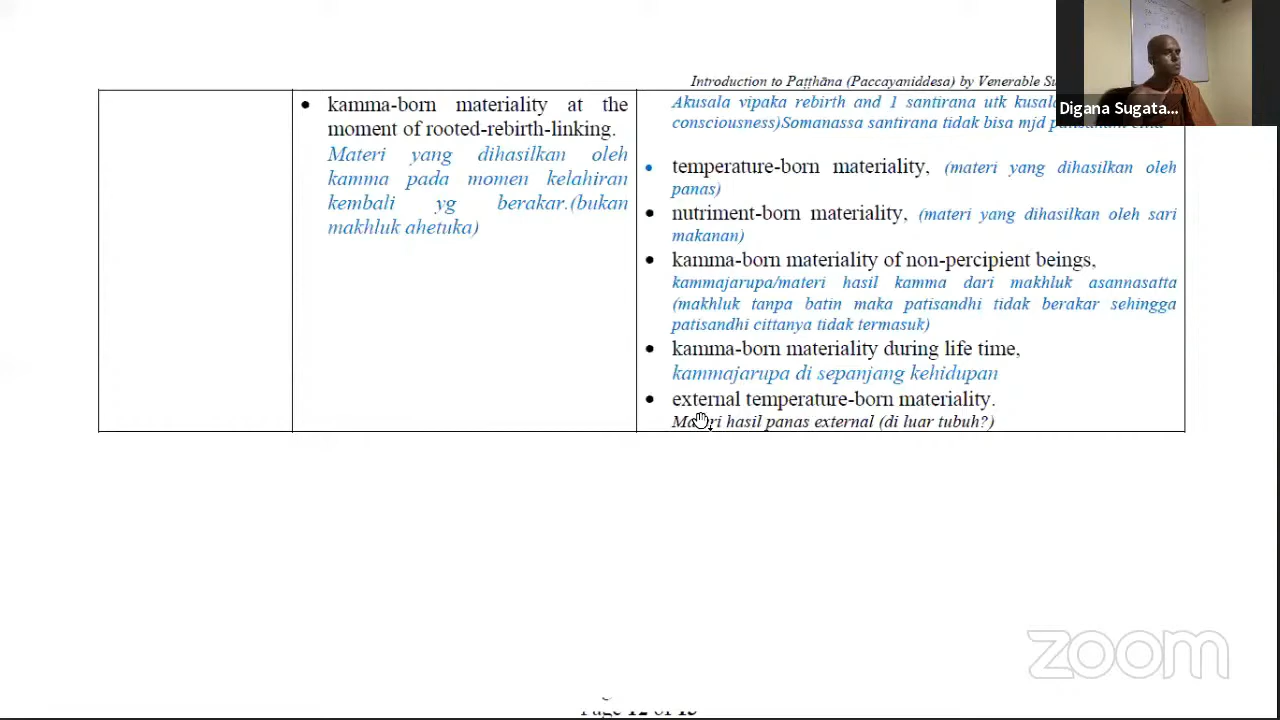 Introduction to Paṭṭhāna (Paccayaniddesa) by Venerable
Digana Sugata...
kamma-born materiality at the
moment of rooted-rebirth-linking.
Materi yang dihasilkan oleh
kamma pada momen kelahiran
kembali yg berakar.(bukan
makhluk ahetuka)
Akusala vipaka rebirth and 1 santirana utk
consciousness)Somanassa santirana tidak bisa mjd
temperature-born materiality, (materi yang dihasilkan oleh
panas)
nutriment-born materiality, (materi yang dihasilkan oleh sari
makanan)
kamma-born materiality of non-percipient beings,
kammajarupa/materi hasil kamma dari makhluk asannasatta
(makhluk tanpa batin maka patisandhi tidak berakar sehingga
patisandhi cittanya tidak termasuk)
kamma-born materiality during life time,
kammajarupa di sepanjang kehidupan
external temperature-born materiality.
Materi hasil panas external (di luar tubuh?)
zoom
Page 12 of 15